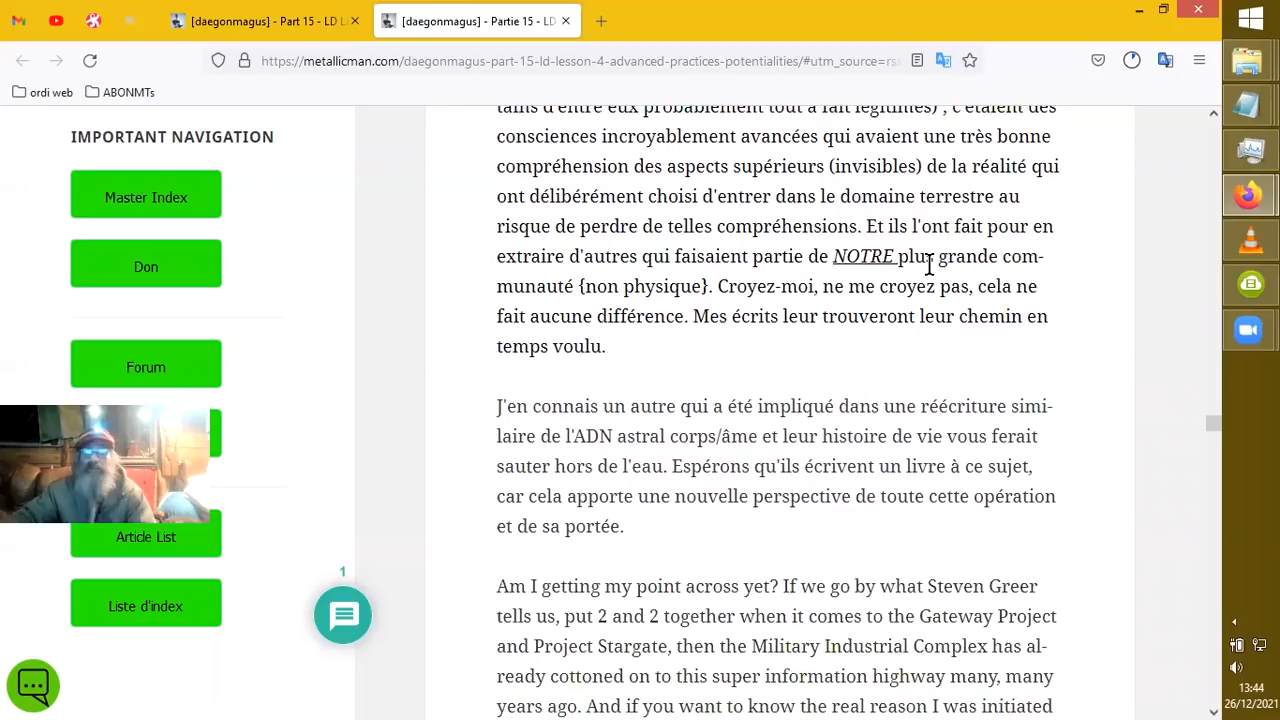 [daegonmagus] - Part 15 - LD L
[daegonmagus] - Partie 15 - LD
https://metallicman.com/daegonmagus-part-15-ld-lesson-4-advanced-practices-potentialities/#utm_source=rss
ordi web
ABONMTs
IMPORTANT NAVIGATION
Master Index
Don
Forum
Article List
Liste d'index
1
tains d'entre eux probablement tout à fait légitimes) , c'étaient des
consciences incroyablement avancées qui avaient une très bonne
compréhension des aspects supérieurs (invisibles) de la réalité qui
ont délibérément choisi d'entrer dans le domaine terrestre au
risque de perdre de telles compréhensions. Et ils l'ont fait pour en
extraire d'autres qui faisaient partie de NOTRE plus grande com-
munauté {non physique}. Croyez-moi, ne me croyez pas, cela ne
fait aucune différence. Mes écrits leur trouveront leur chemin en
temps voulu.
J'en connais un autre qui a été impliqué dans une réécriture simi-
laire de l'ADN astral corps/âme et leur histoire de vie vous ferait
sauter hors de l'eau. Espérons qu'ils écrivent un livre à ce sujet,
car cela apporte une nouvelle perspective de toute cette opération
et de sa portée.
Am I getting my point across yet? If we go by what Steven Greer
tells us, put 2 and 2 together when it comes to the Gateway Project
and Project Stargate, then the Military Industrial Complex has al-
ready cottoned on to this super information highway many, many
years ago. And if you want to know the real reason I was initiated
13:44
26/12/2021